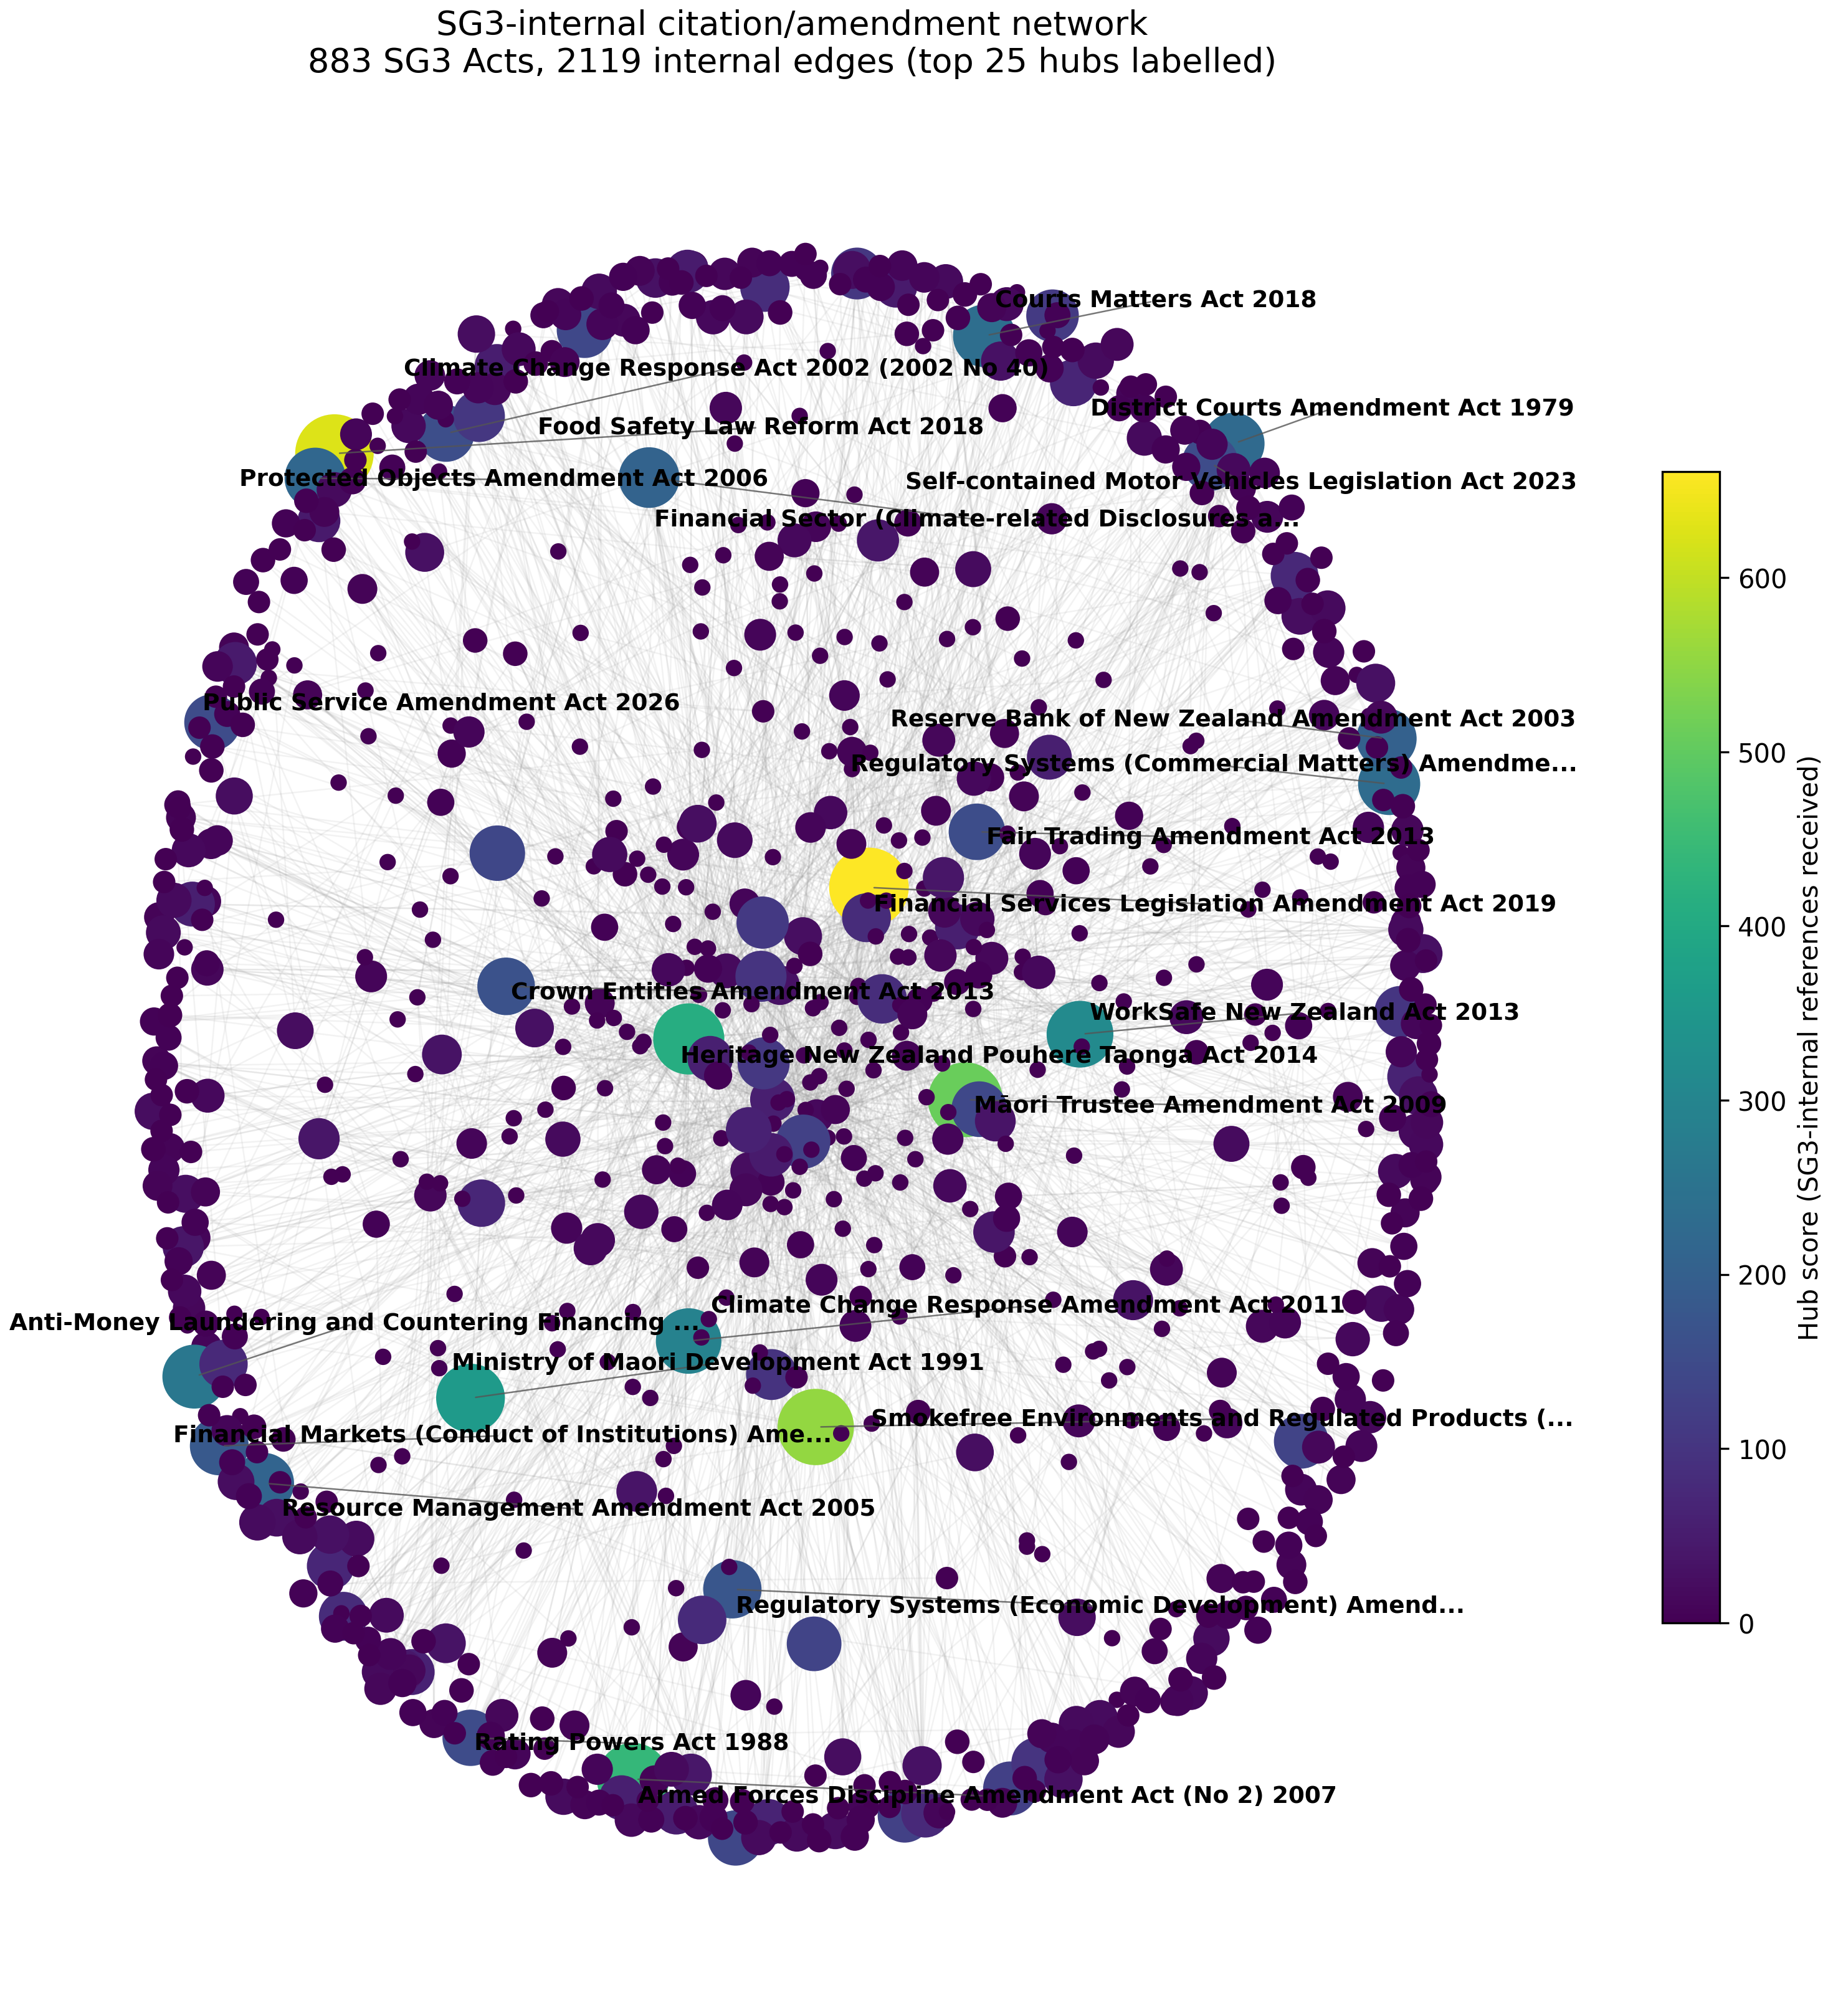 SG3-internal citation/amendment network
883 SG3 Acts, 2119 internal edges (top 25 hubs labelled)
Courts Matters Act 2018
Climate Change Response Act 2002 (2002 No 40)
District Courts Amendment Act 1979
Food Safety Law Reform Act 2018
Protected Objects Amendment Act 2006
Self-contained Motor Vehicles Legislation Act 2023
Financial Sector (Climate-related Disclosures a...
Public Service Amendment Act 2026
Reserve Bank of New Zealand Amendment Act 2003
Regulatory Systems (Commercial Matters) Amendme...
Fair Trading Amendment Act 2013
Financial Services Legislation Amendment Act 2019
Crown Entities Amendment Act 2013
WorkSafe New Zealand Act 2013
Heritage New Zealand Pouhere Taonga Act 2014
Māori Trustee Amendment Act 2009
Climate Change Response Amendment Act 2011
Anti-Money Laundering and Countering Financing ...
Ministry of Maori Development Act 1991
Smokefree Environments and Regulated Products (...
Financial Markets (Conduct of Institutions) Ame...
Resource Management Amendment Act 2005
Regulatory Systems (Economic Development) Amend...
Rating Powers Act 1988
Armed Forces Discipline Amendment Act (No 2) 2007
600
500
400
300
200
100
0
Hub score (SG3-internal references received)